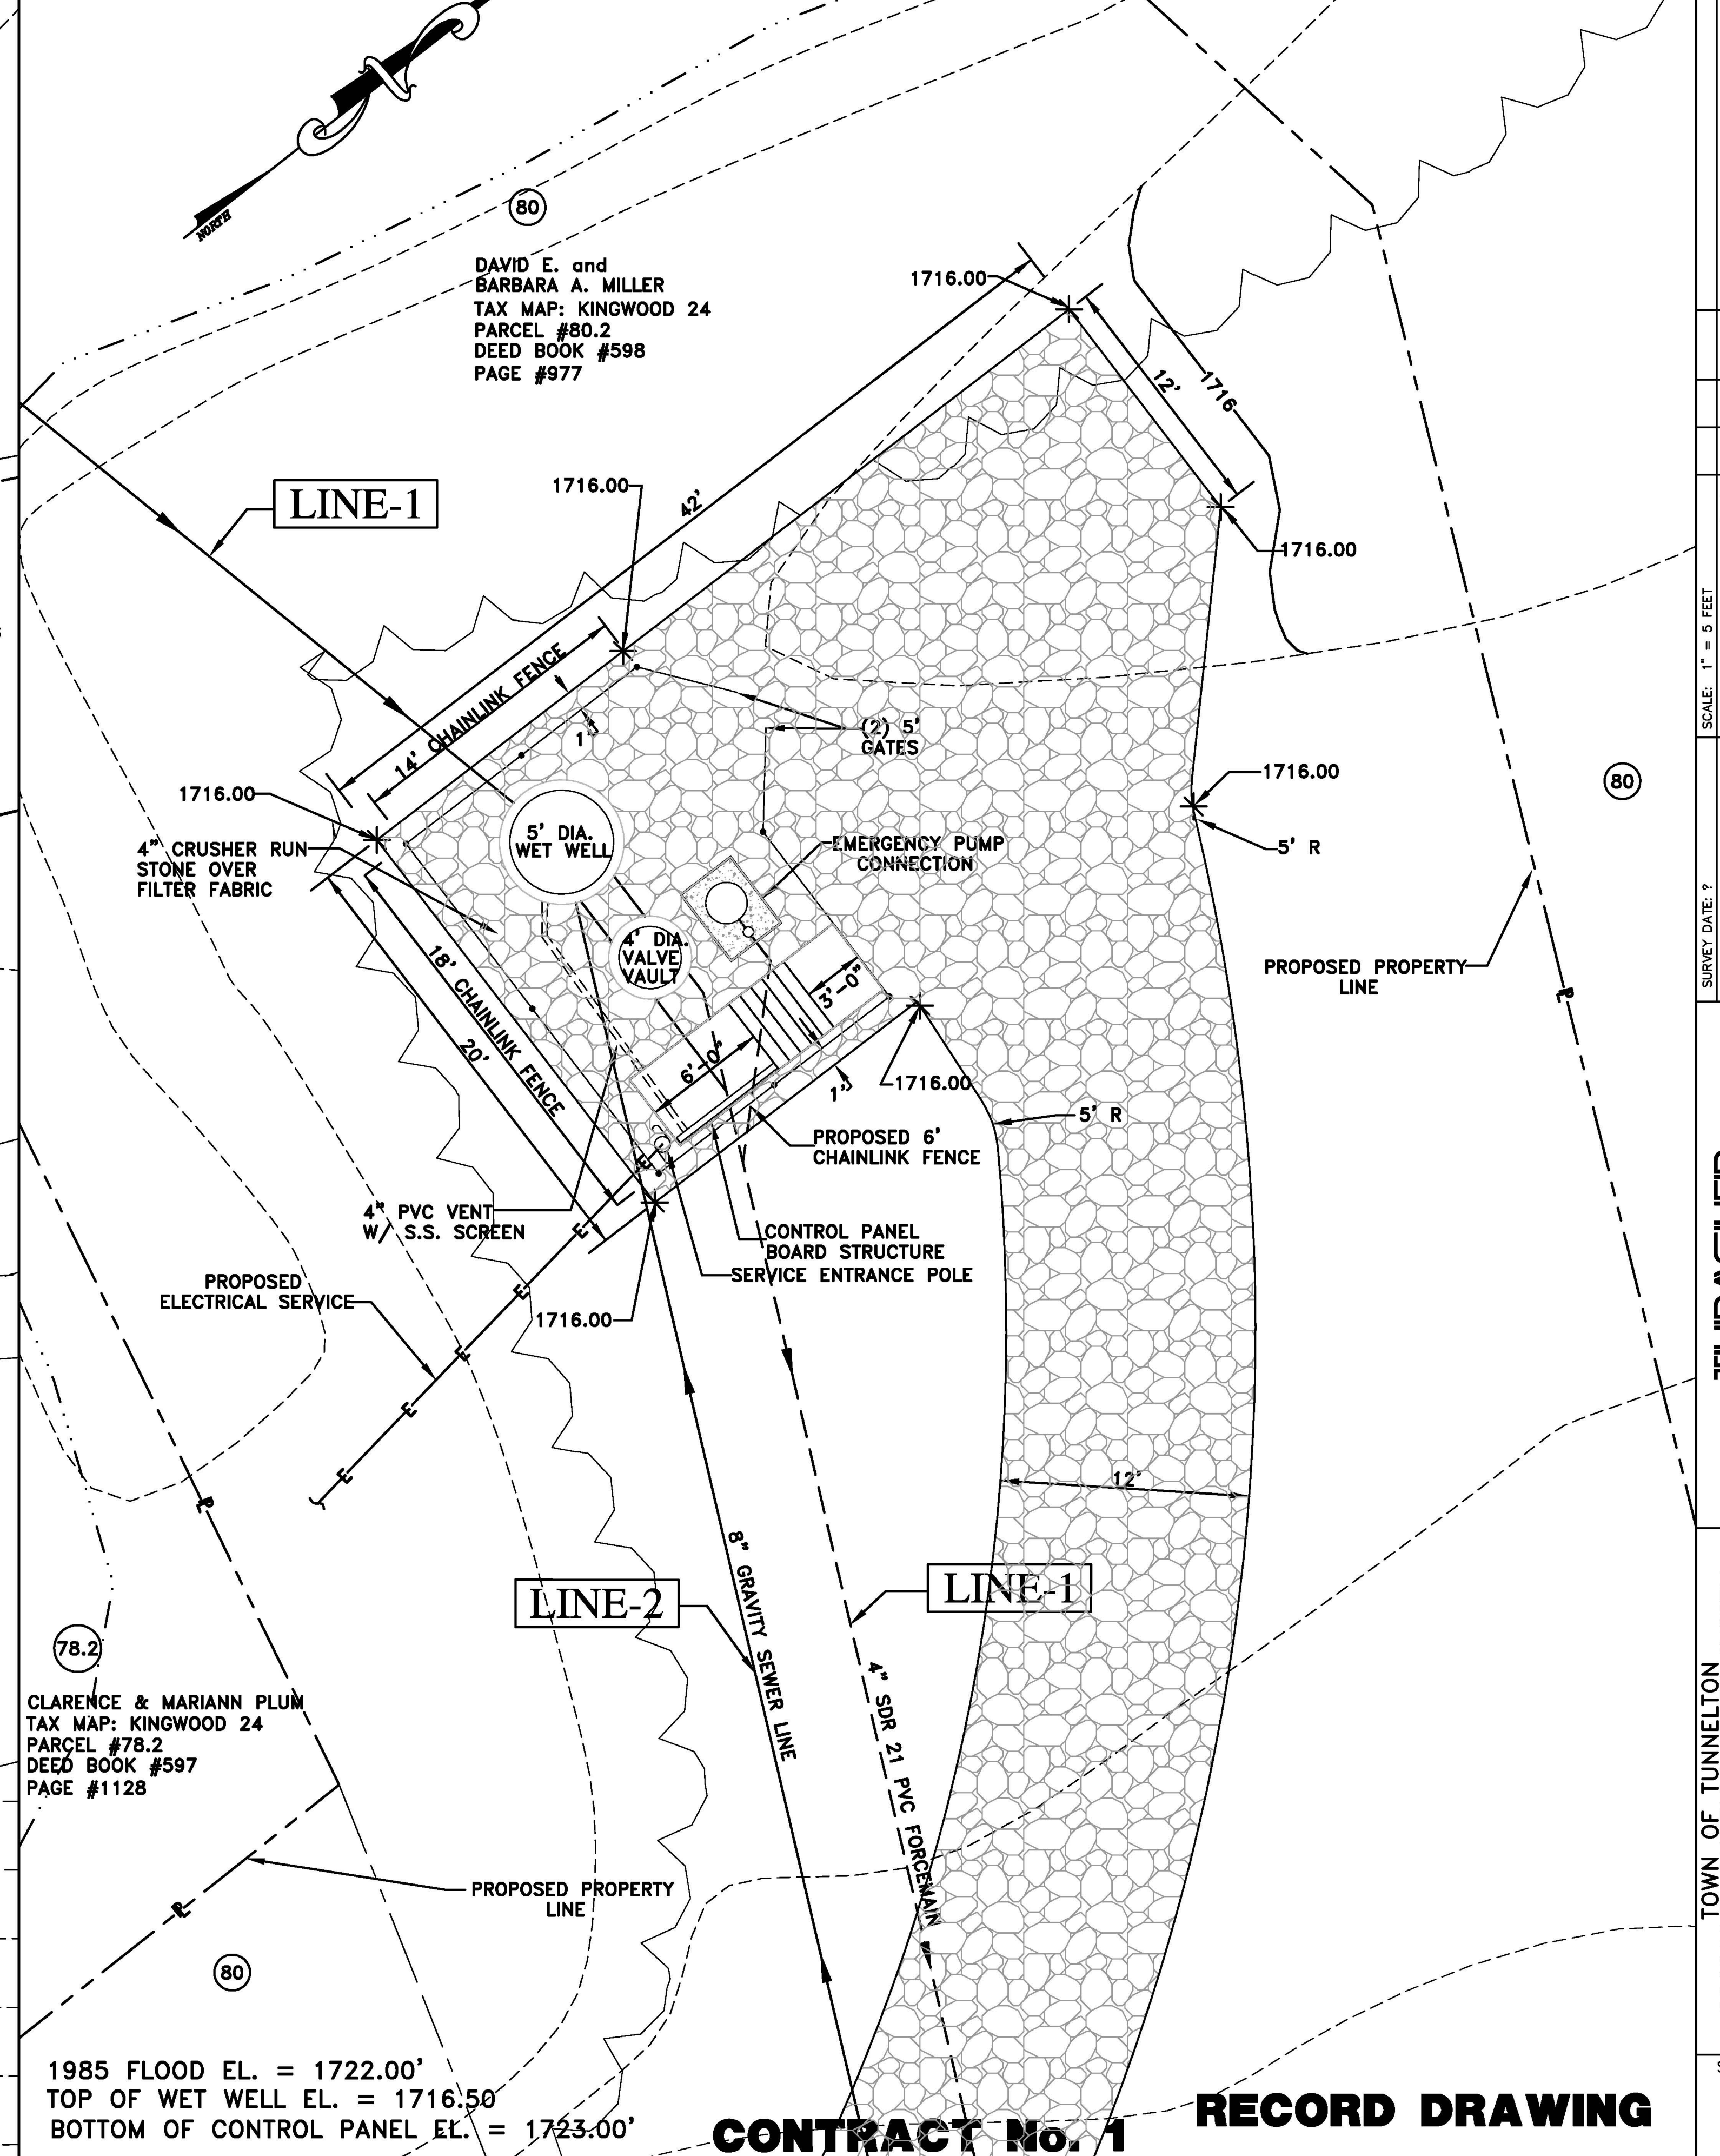 NORTH
80
DAVID E. and
BARBARA A. MILLER
TAX MAP: KINGWOOD 24
PARCEL #80.2
DEED BOOK #598
PAGE #977
1716.00
12'
1716
1716.00
42'
LINE-1
1716.00
14' CHAINLINK FENCE
1'
(2) 5'
GATES
1716.00
80
1716.00
5' DIA.
WET WELL
4" CRUSHER RUN
STONE OVER
FILTER FABRIC
EMERGENCY PUMP
CONNECTION
5' R
4' DIA.
VALVE
VAULT
18' CHAINLINK FENCE
20'
3'-0"
6'-0"
PROPOSED PROPERTY
LINE
P
1'
1716.00
5' R
PROPOSED 6'
CHAINLINK FENCE
E
4" PVC VENT
W/ S.S. SCREEN
E
CONTROL PANEL
BOARD STRUCTURE
SERVICE ENTRANCE POLE
PROPOSED
ELECTRICAL SERVICE
E
1716.00
E
E
E
12'
P
8" GRAVITY SEWER LINE
LINE-2
LINE-1
4" SDR 21 PVC FORCEMAIN
78.2
CLARENCE & MARIANN PLUM
TAX MAP: KINGWOOD 24
PARCEL #78.2
DEED BOOK #597
PAGE #1128
PROPOSED PROPERTY
LINE
P
80
1985 FLOOD EL. = 1722.00'
TOP OF WET WELL EL. = 1716.50
BOTTOM OF CONTROL PANEL EL. = 1723.00'
CONTRACT No. 1
RECORD DRAWING
SCALE: 1" = 5 FEET
SURVEY DATE: ?
TOWN OF TUNNELTON